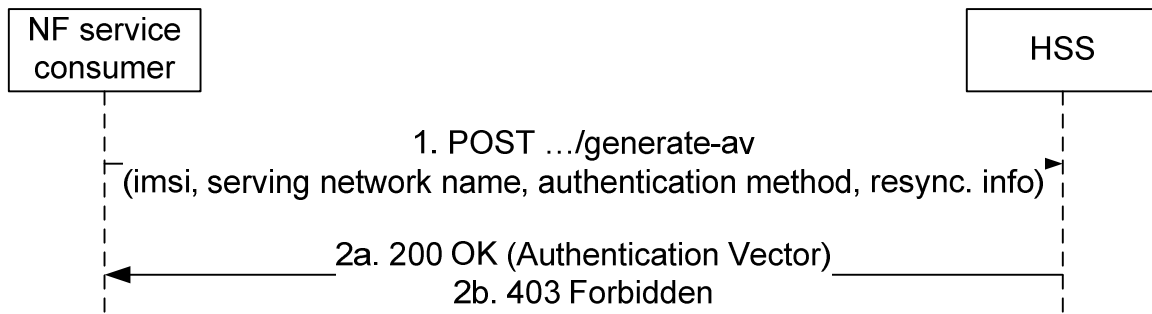 NF service
consumer
HSS
1. POST …/generate-av
(imsi, serving network name, authentication method, resync. info)
2a. 200 OK (Authentication Vector)
2b. 403 Forbidden